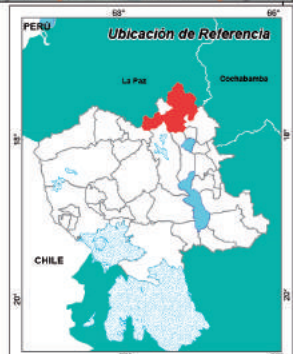 68° 66°
PERÚ
Ubicación de Referencia
La Paz Cochabamba
18° 18°
CHILE
20° 20°